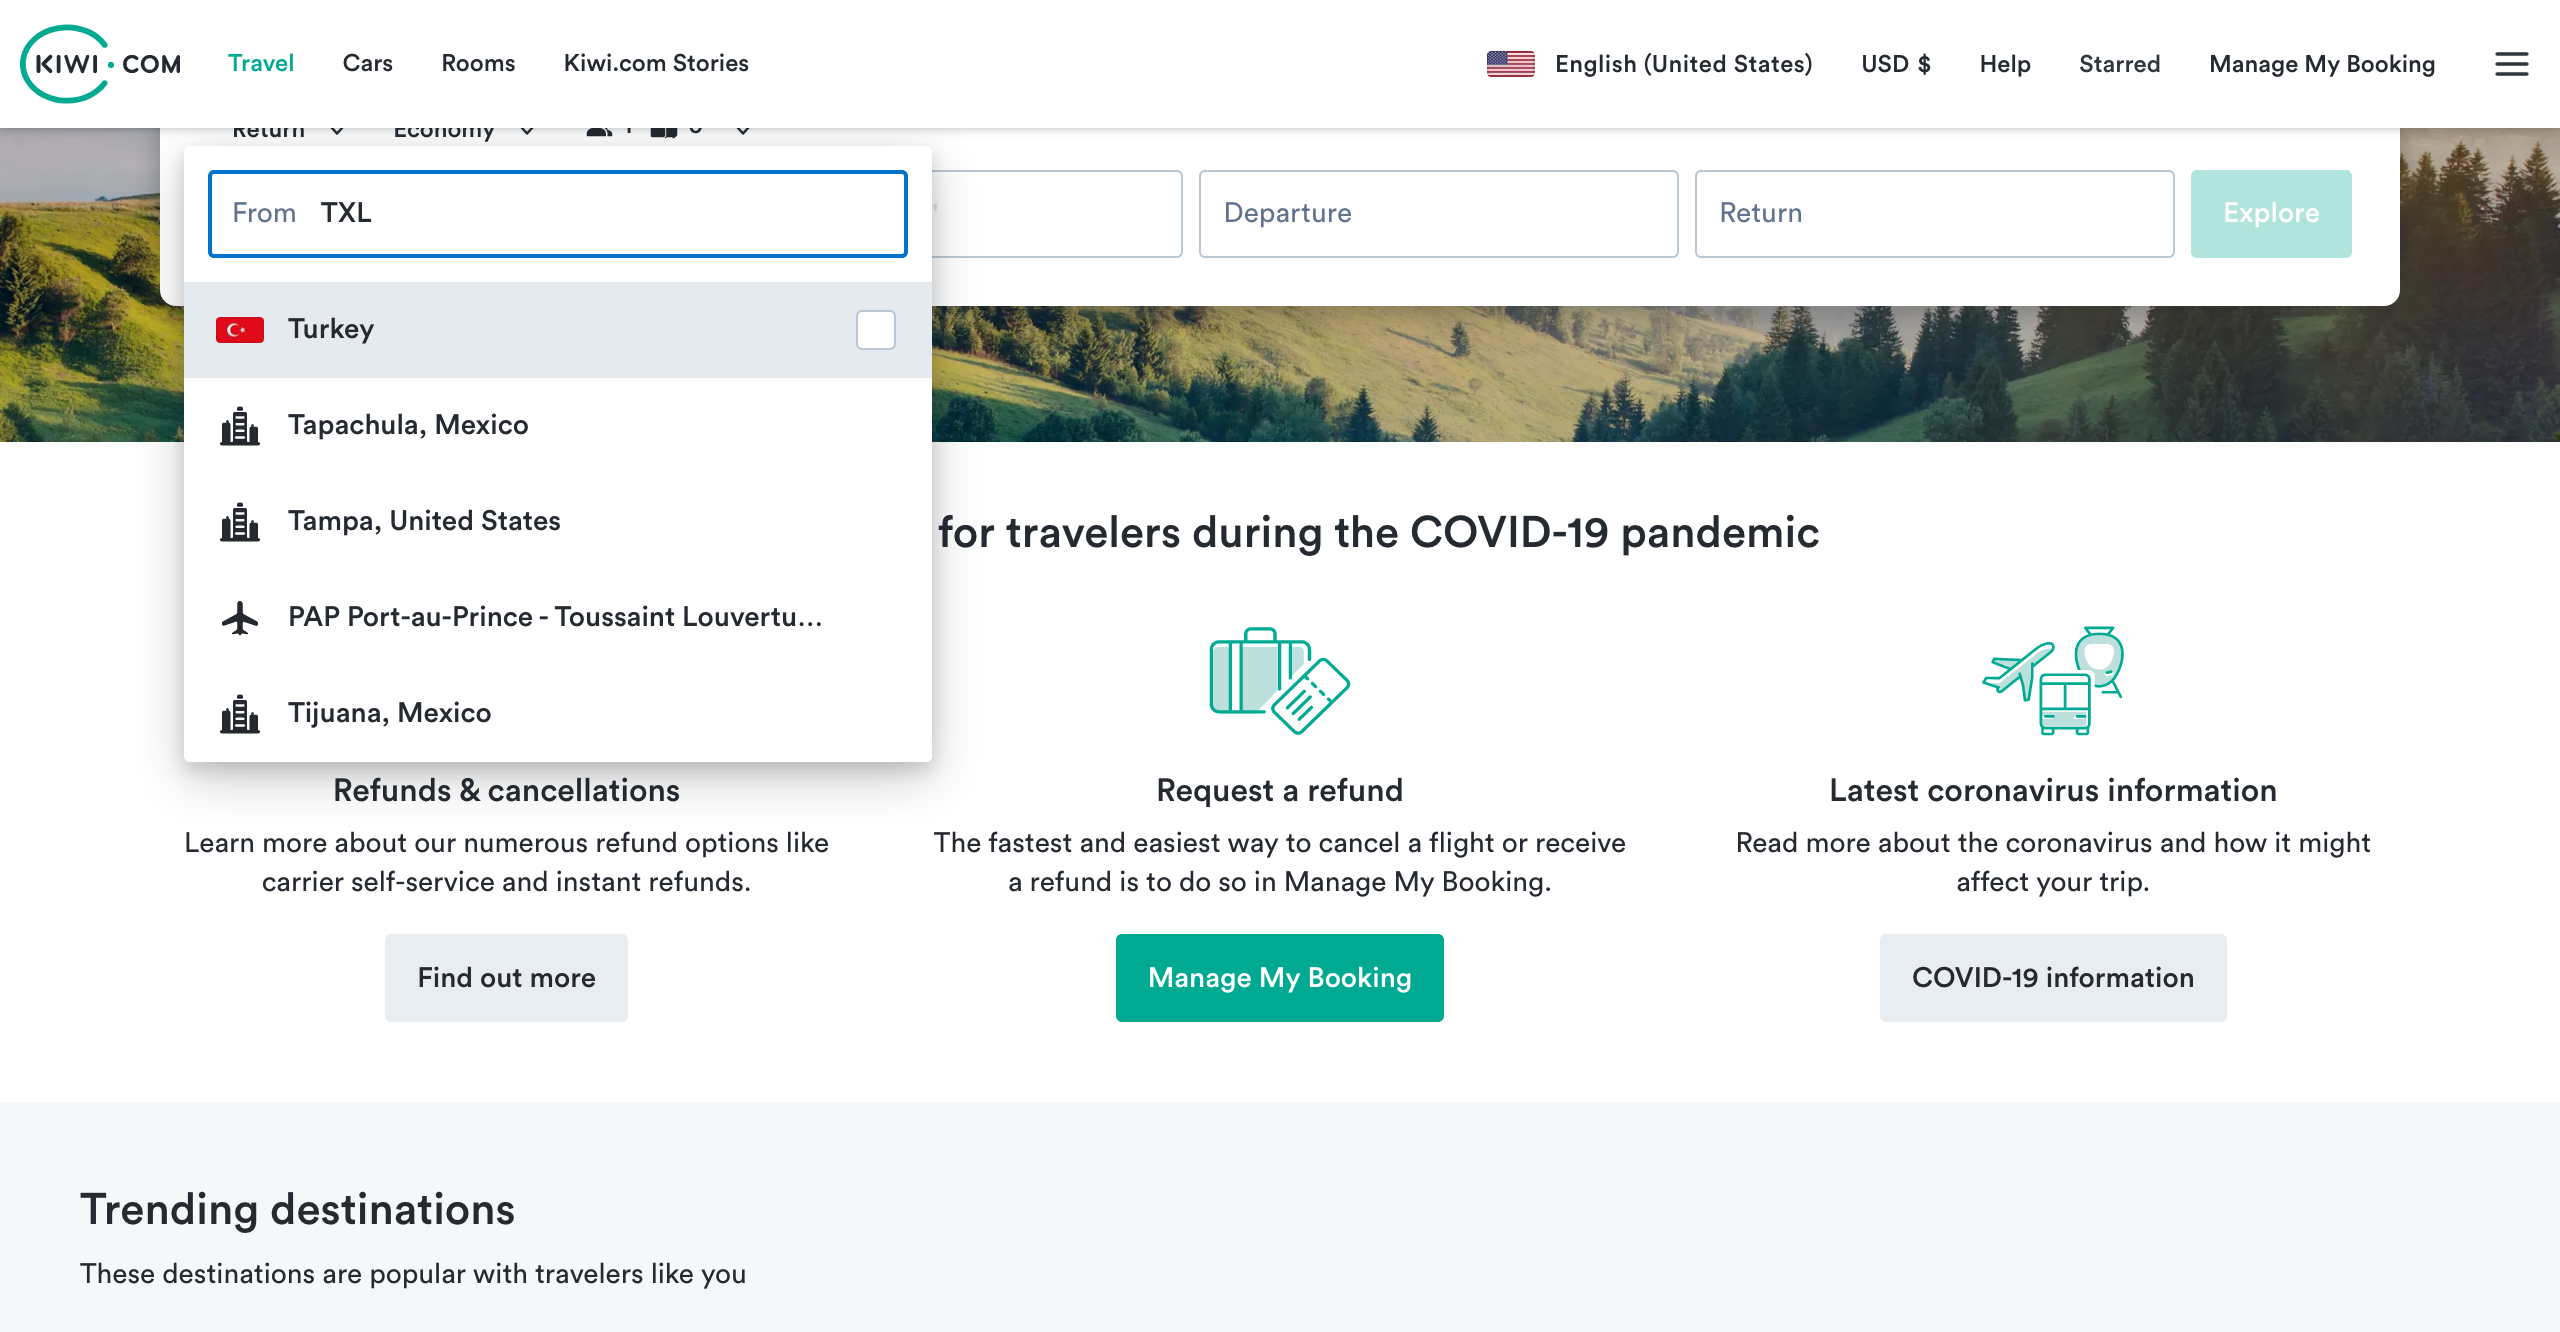 KIWI.COM Travel Cars Rooms Kiwi.com Stories English (United States) USD $ Help Starred Manage My Booking
Return Economy
From TXL Departure Return Explore
Turkey
Tapachula, Mexico
Tampa, United States
PAP Port-au-Prince - Toussaint Louvertu...
Tijuana, Mexico
for travelers during the COVID-19 pandemic
Refunds & cancellations
Learn more about our numerous refund options like
carrier self-service and instant refunds.
Find out more
Request a refund
The fastest and easiest way to cancel a flight or receive
a refund is to do so in Manage My Booking.
Manage My Booking
Latest coronavirus information
Read more about the coronavirus and how it might
affect your trip.
COVID-19 information
Trending destinations
These destinations are popular with travelers like you